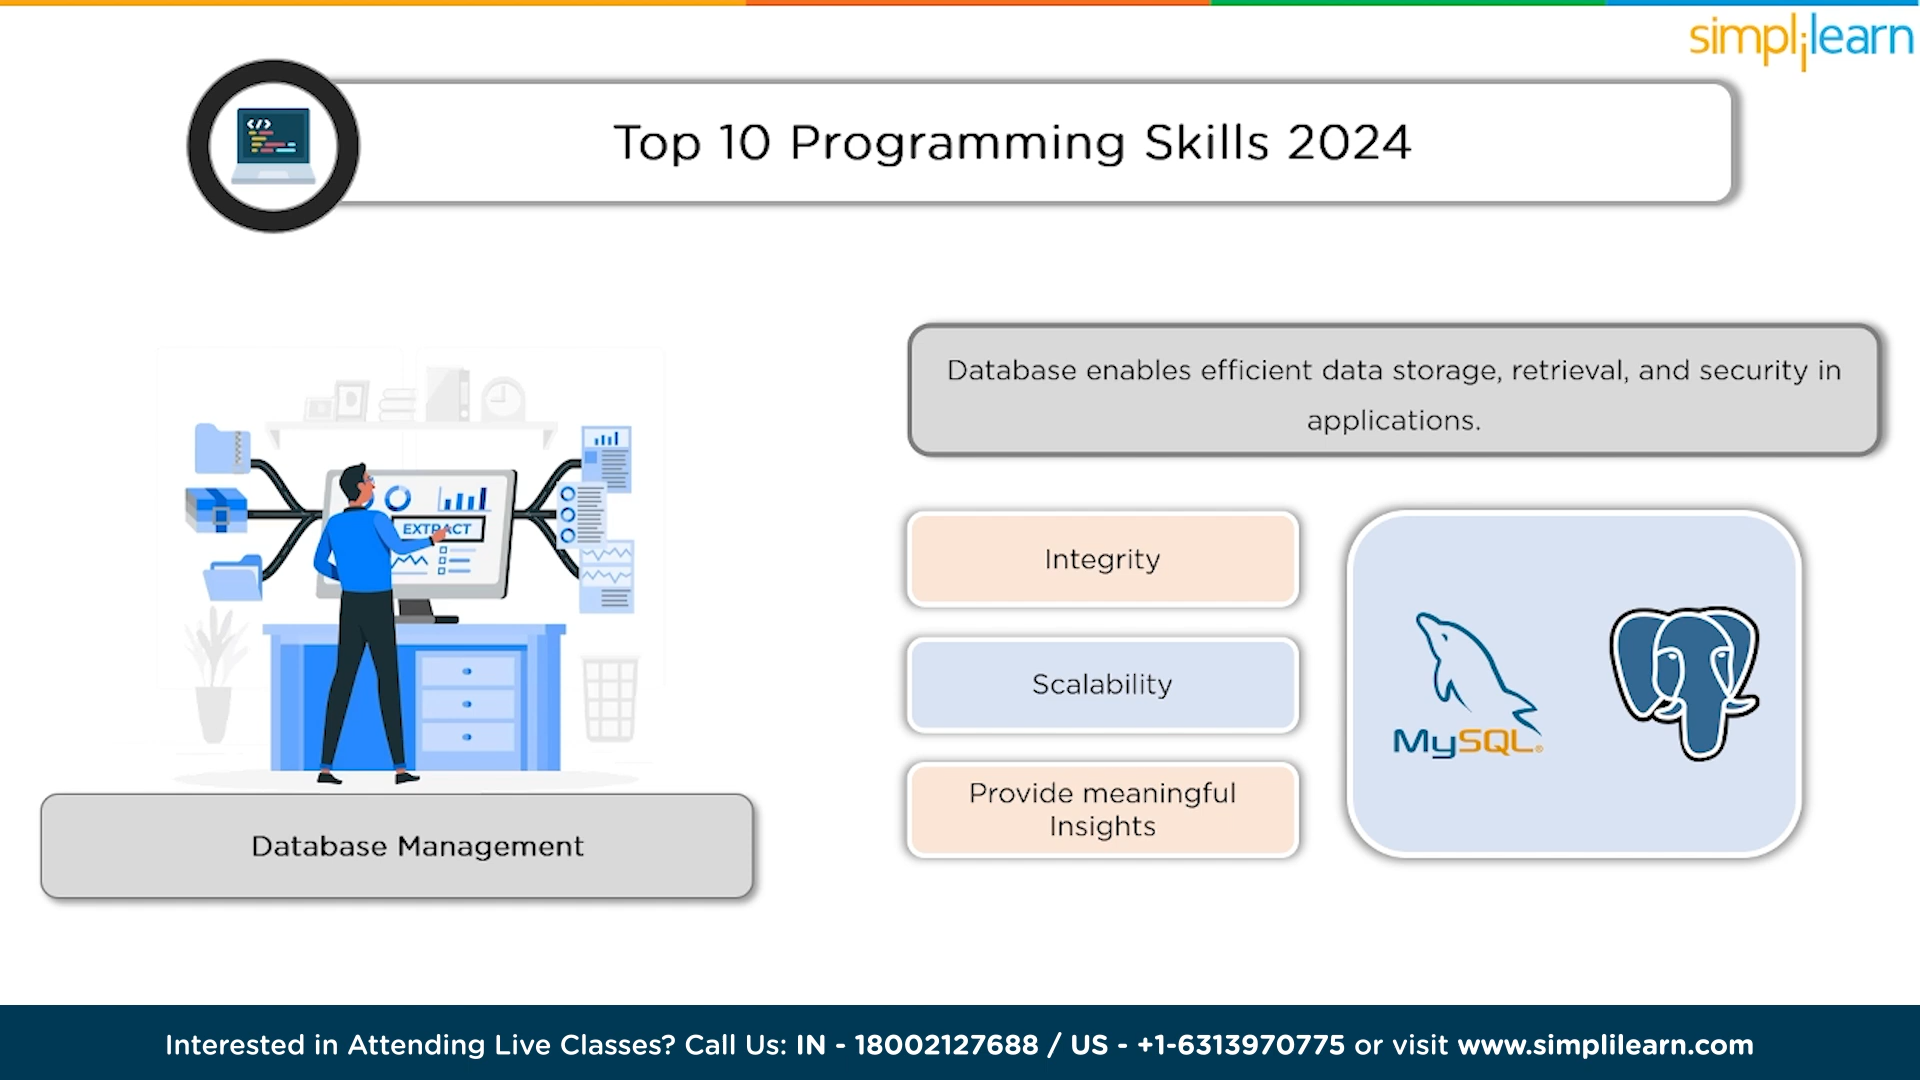 simplilearn
</>
Top 10 Programming Skills 2024
Database enables efficient data storage, retrieval, and security in
applications.
EXTRACT
Integrity
Scalability
MySQL®
Provide meaningful
Insights
Database Management
Interested in Attending Live Classes? Call Us: IN - 18002127688 / US - +1-6313970775 or visit www.simplilearn.com